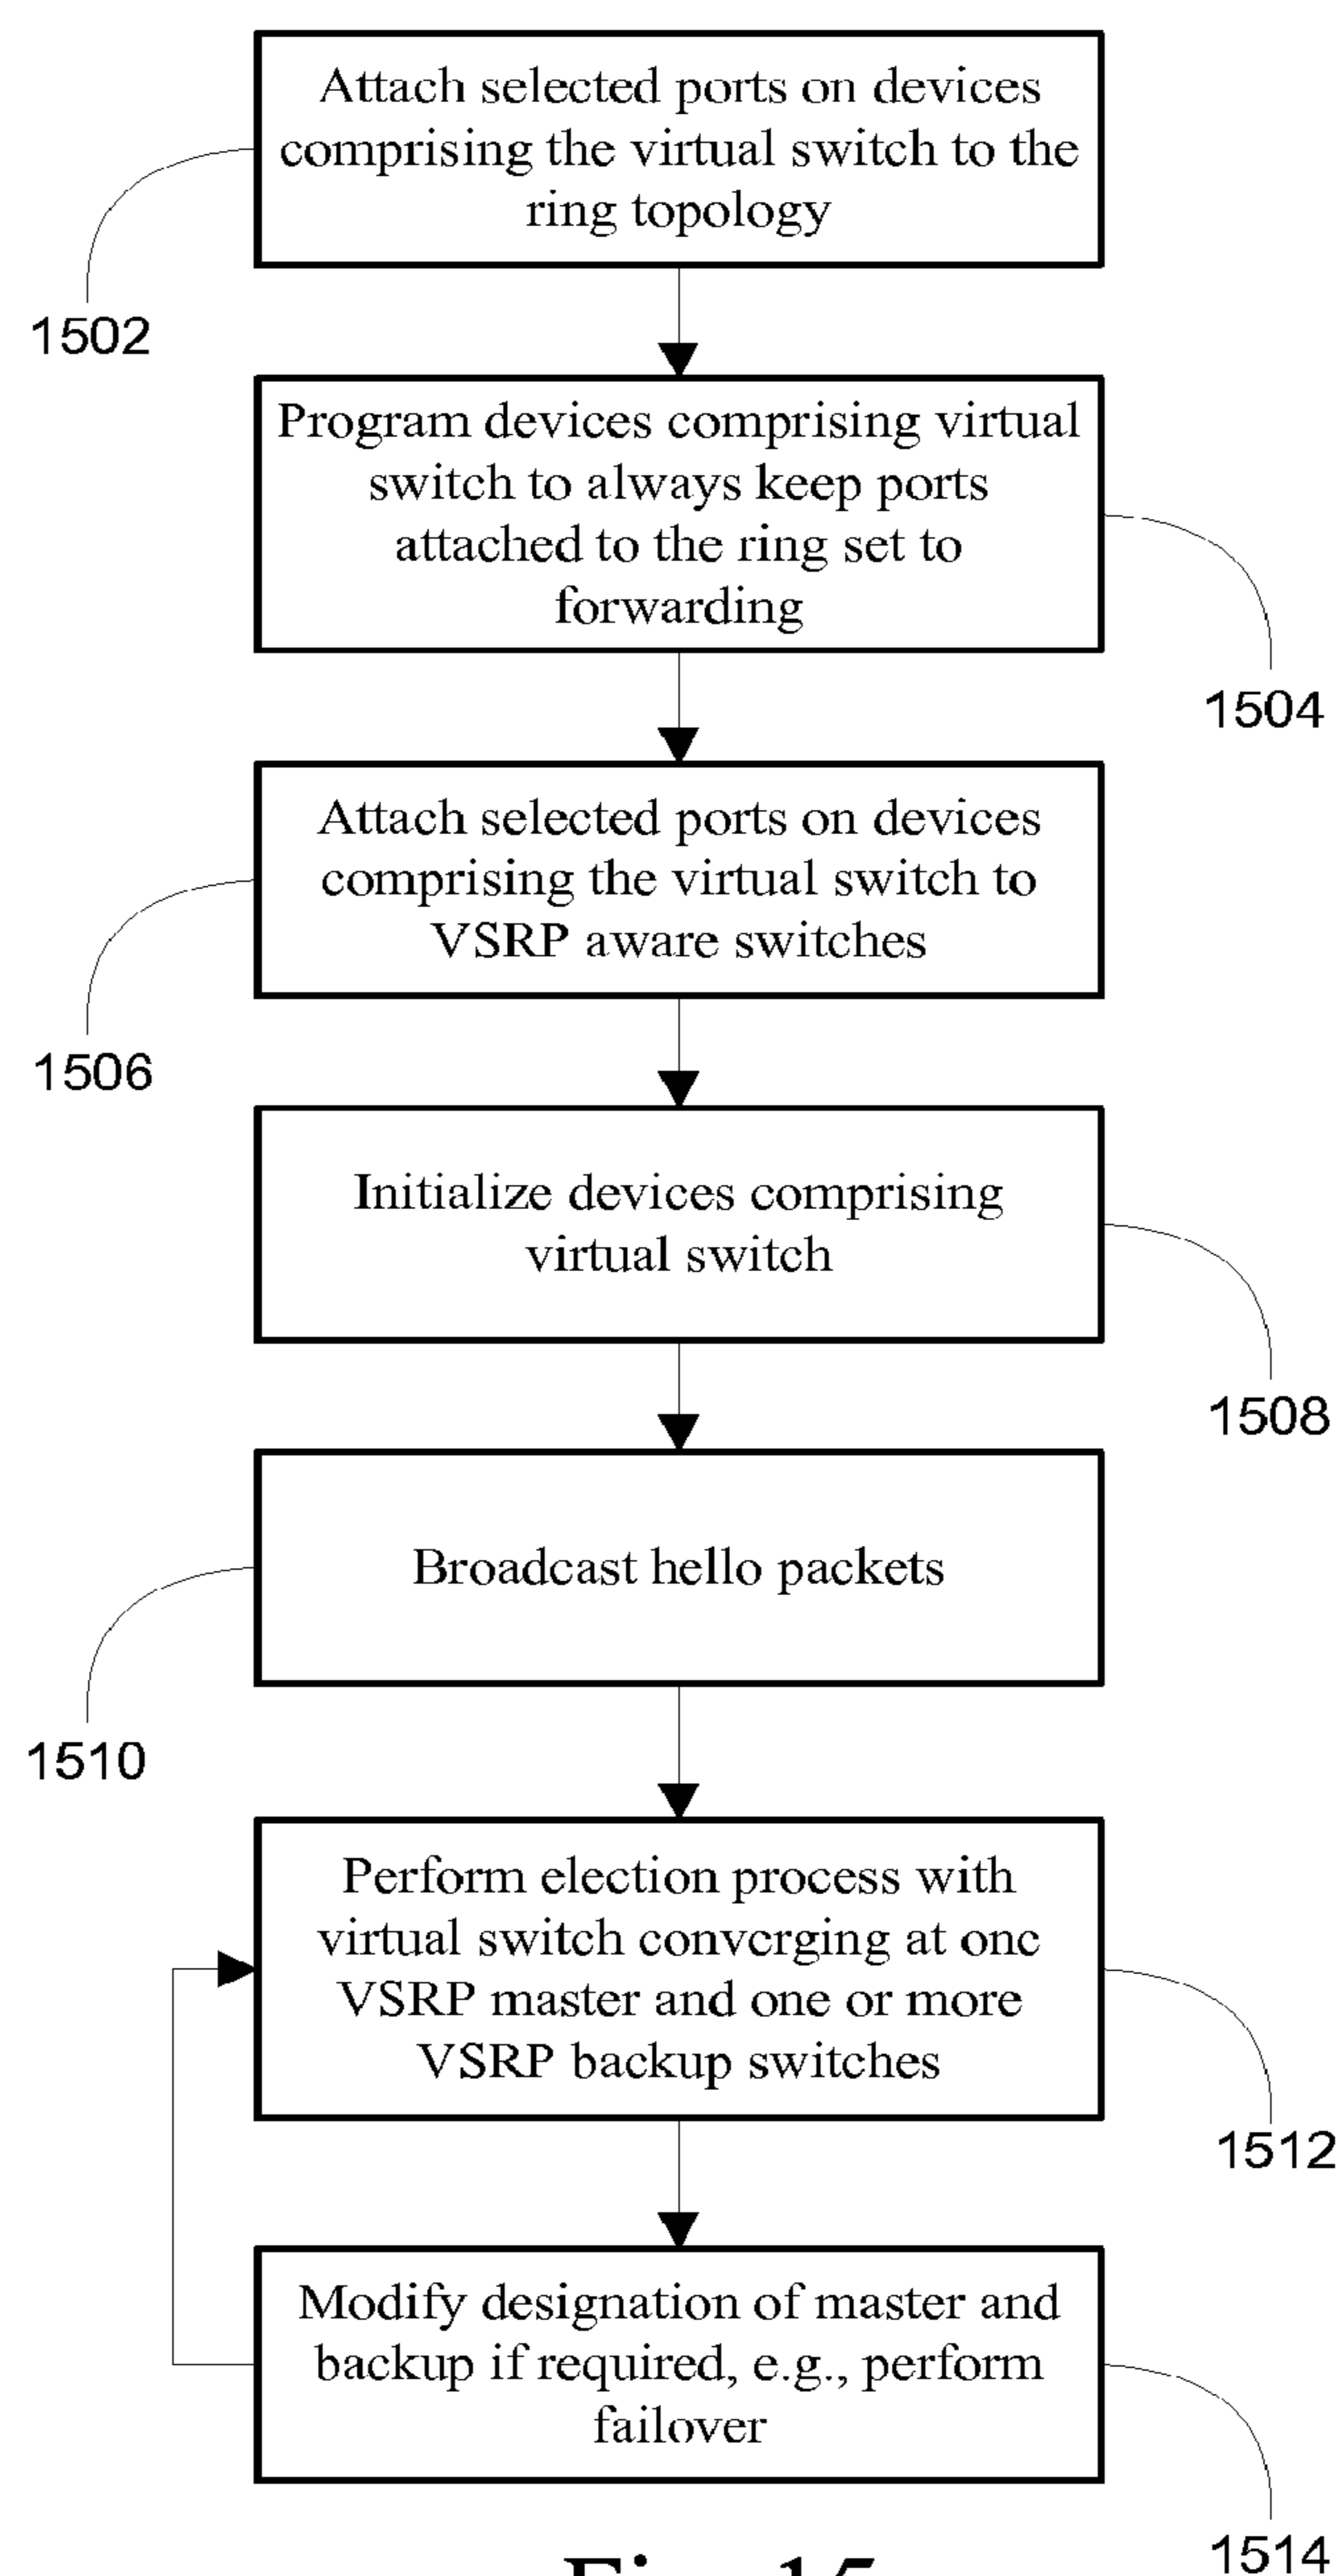 Attach selected ports on devices
comprising the virtual switch to the
ring topology
1502
Program devices comprising virtual
switch to always keep ports
attached to the ring set to
forwarding
1504
Attach selected ports on devices
comprising the virtual switch to
VSRP aware switches
1506
Initialize devices comprising
virtual switch
1508
Broadcast hello packets
1510
Perform election process with
virtual switch converging at one
VSRP master and one or more
VSRP backup switches
1512
Modify designation of master and
backup if required, e.g., perform
failover
1514
Fig. 15